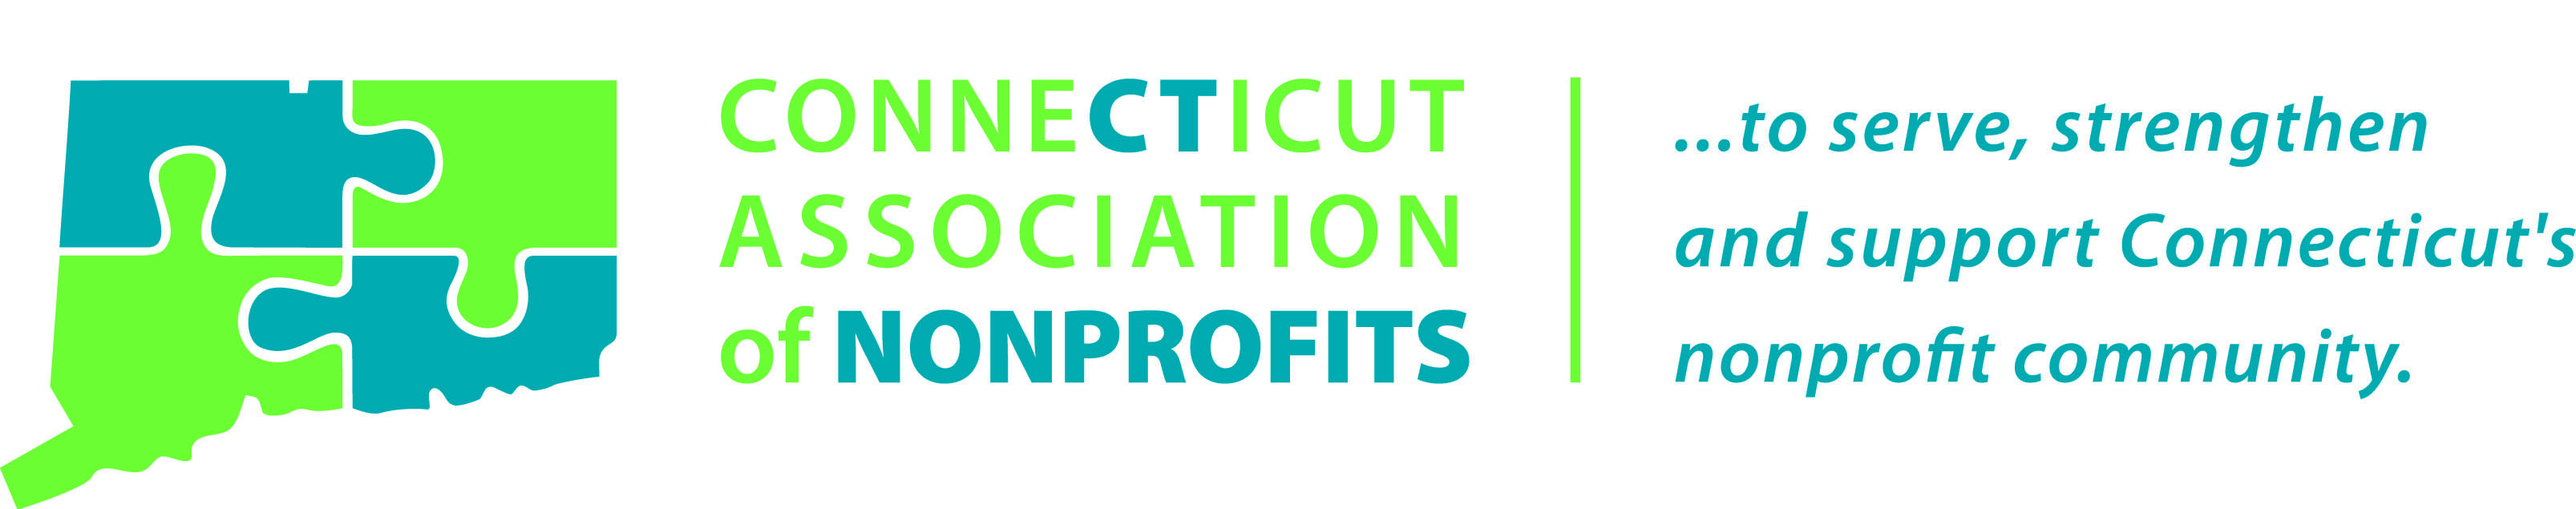 CONNECTICUT
ASSOCIATION
of NONPROFITS
...to serve, strengthen
and support Connecticut's
nonprofit community.